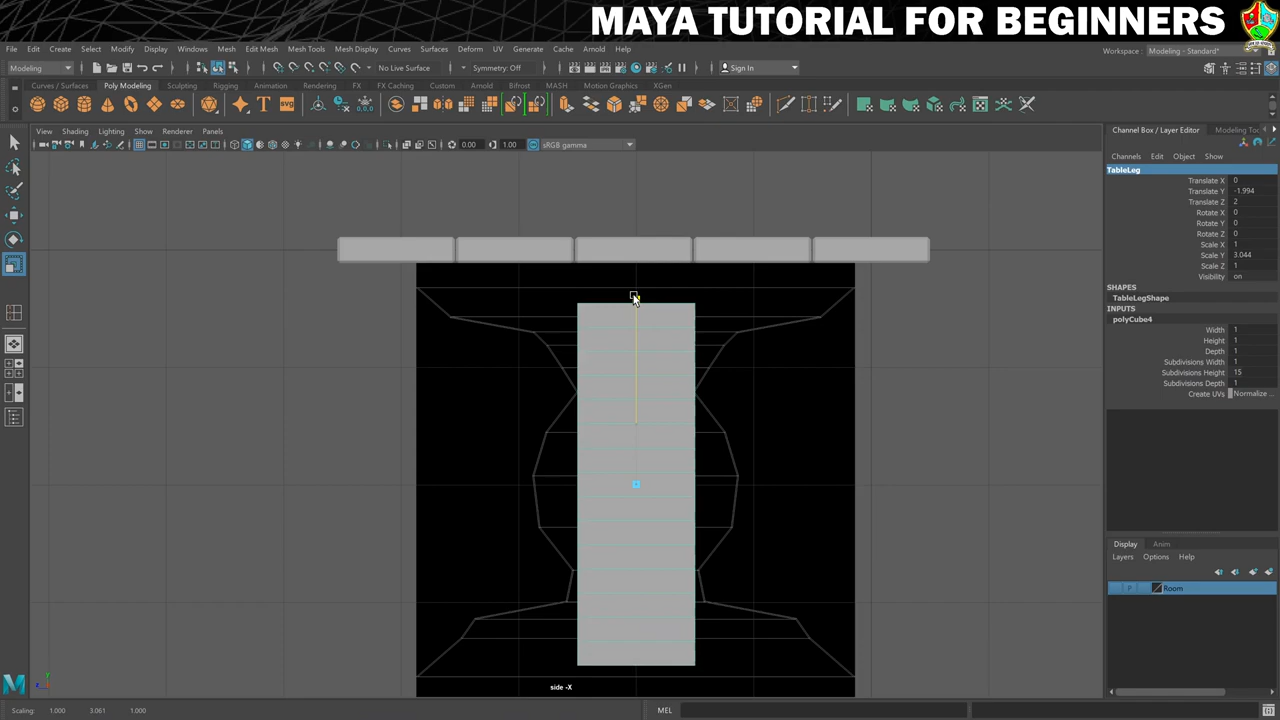 MAYA TUTORIAL FOR BEGINNERS
File Edit Create Select Modify Display Windows Mesh Edit Mesh Mesh Tools Mesh Display Curves Surfaces Deform UV Generate Cache Arnold Help
Workspace : Modeling - Standard*
Modeling No Live Surface Symmetry: Off Sign In
Curves / Surfaces Poly Modeling Sculpting Rigging Animation Rendering FX FX Caching Custom Arnold Bifrost MASH Motion Graphics XGen
View Shading Lighting Show Renderer Panels
Channel Box / Layer Editor Modeling To
0.00 1.00 sRGB gamma
Channels Edit Object Show
TableLeg
Translate X 0
Translate Y -1.994
Translate Z 2
Rotate X 0
Rotate Y 0
Rotate Z 0
Scale X 1
Scale Y 3.044
Scale Z 1
Visibility on
SHAPES
TableLegShape
INPUTS
polyCube4
Width 1
Height 1
Depth 1
Subdivisions Width 1
Subdivisions Height 15
Subdivisions Depth 1
Create UVs Normalize ...
Display Anim
Layers Options Help
P Room
side -X
Scaling: 1.000 3.061 1.000
MEL